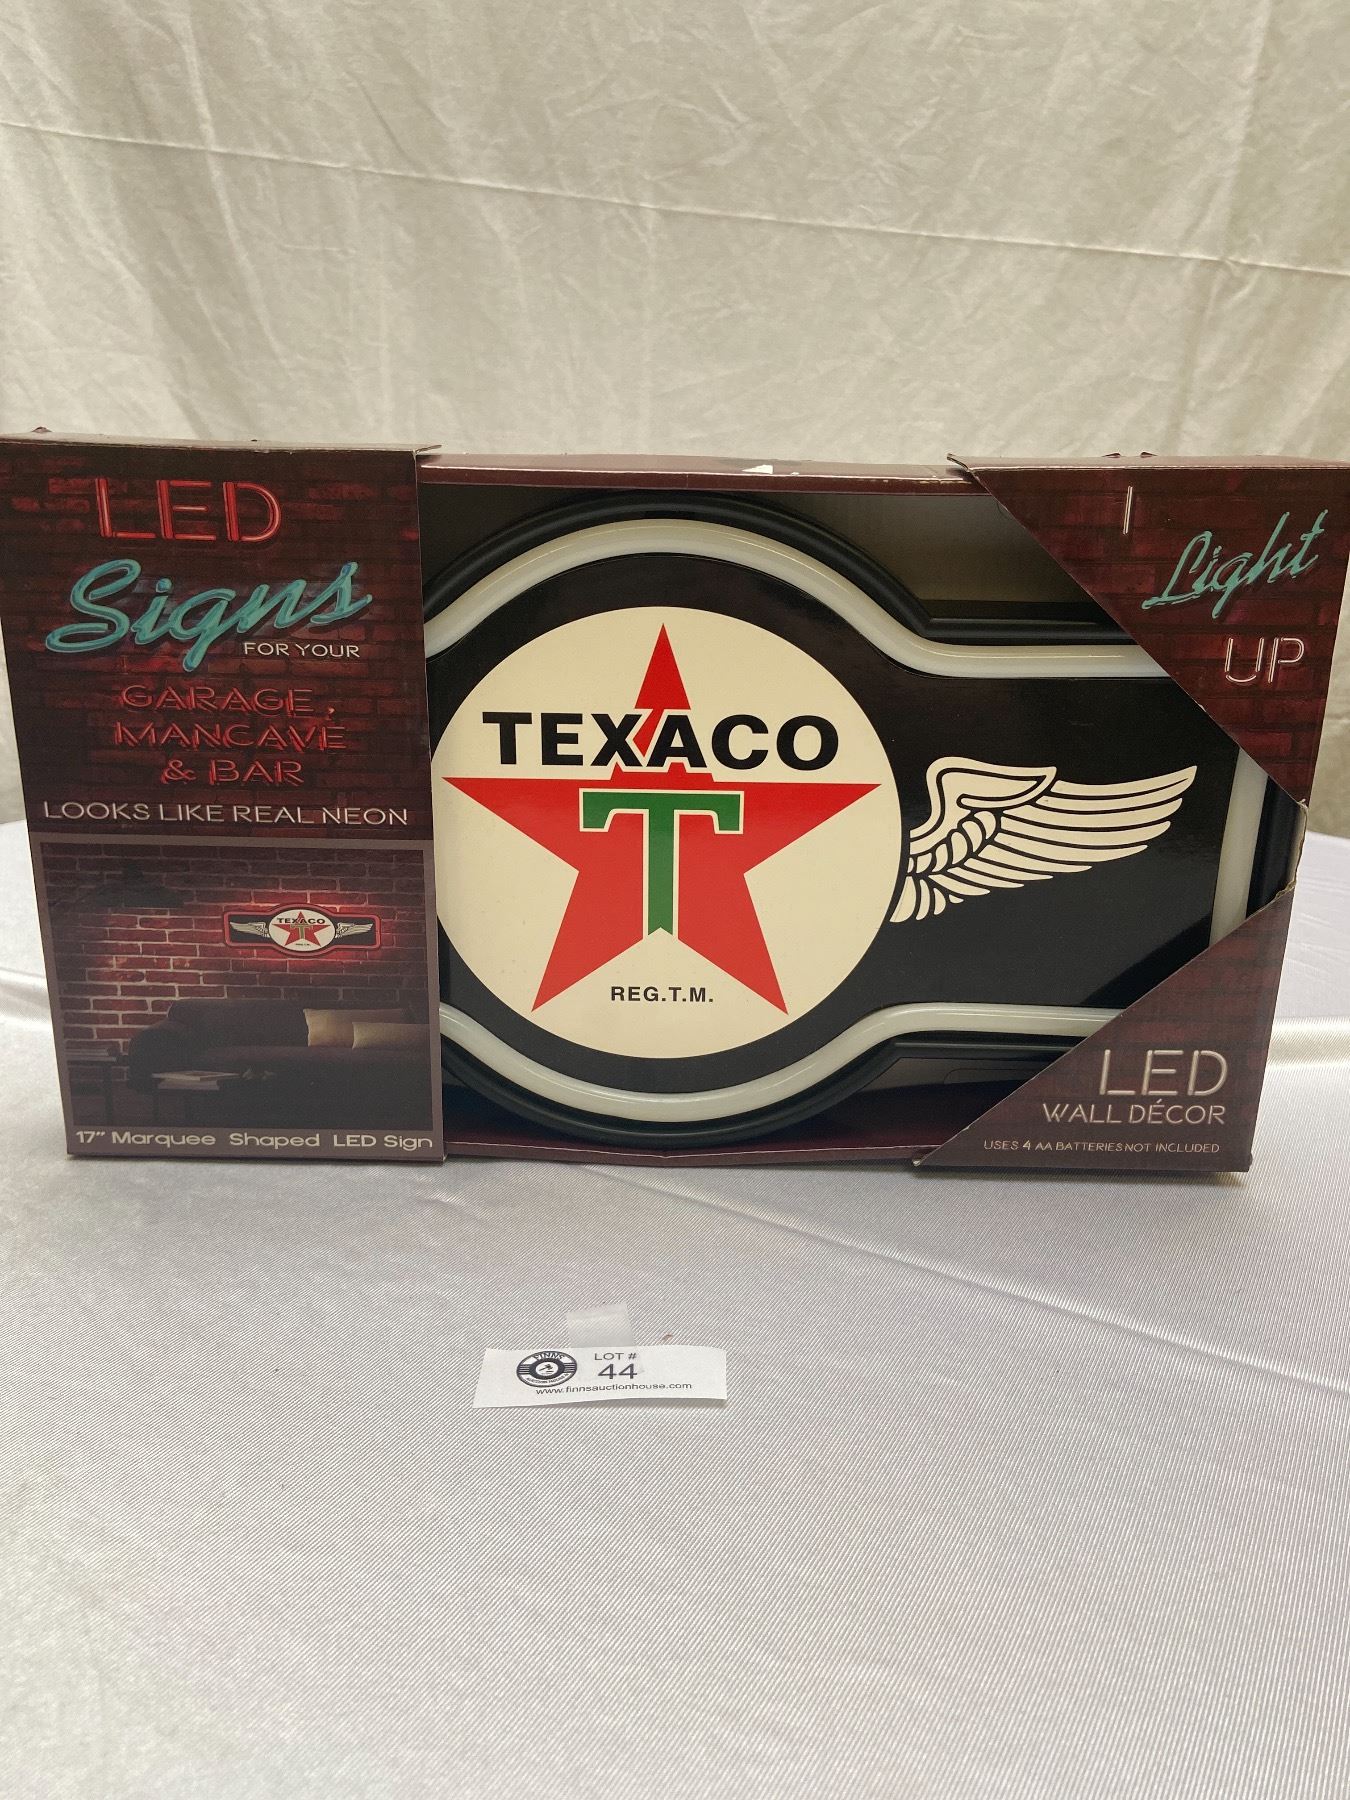 LED
Signs
FOR YOUR
GARAGE,
MANCAVE
& BAR
LOOKS LIKE REAL NEON
TEXACO
T
17" Marquee Shaped LED Sign
TEXACO
T
REG.T.M.
I
Light
UP
LED
WALL DÉCOR
USES 4 AA BATTERIES NOT INCLUDED
FINNS
LOT #
44
www.finnsauctionhouse.com